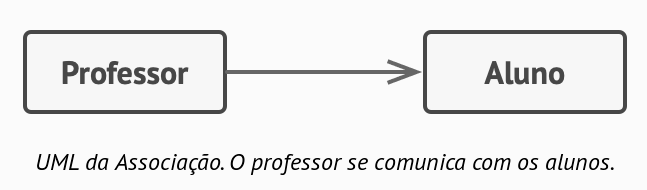 Professor
Aluno
UML da Associação. O professor se comunica com os alunos.